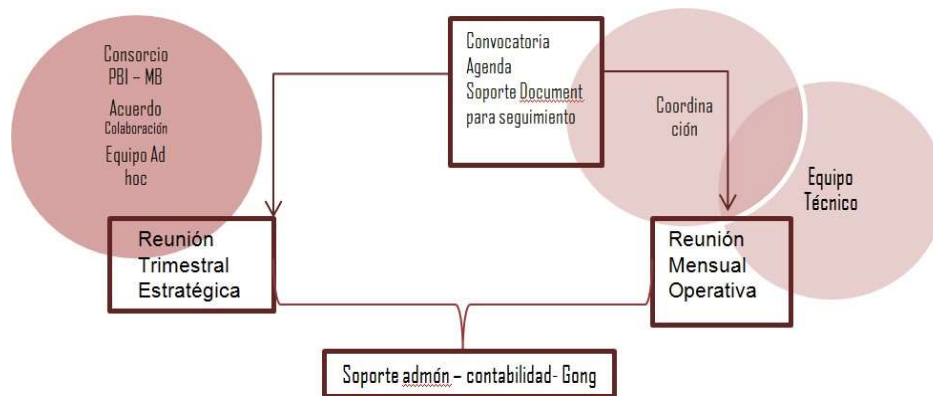 Consorcio
PBI – MB
Acuerdo
Colaboración
Equipo Ad
hoc
Convocatoria
Agenda
Soporte Document
para seguimiento
Coordina
ción
Equipo
Técnico
Reunión
Trimestral
Estratégica
Reunión
Mensual
Operativa
Soporte admón – contabilidad- Gong